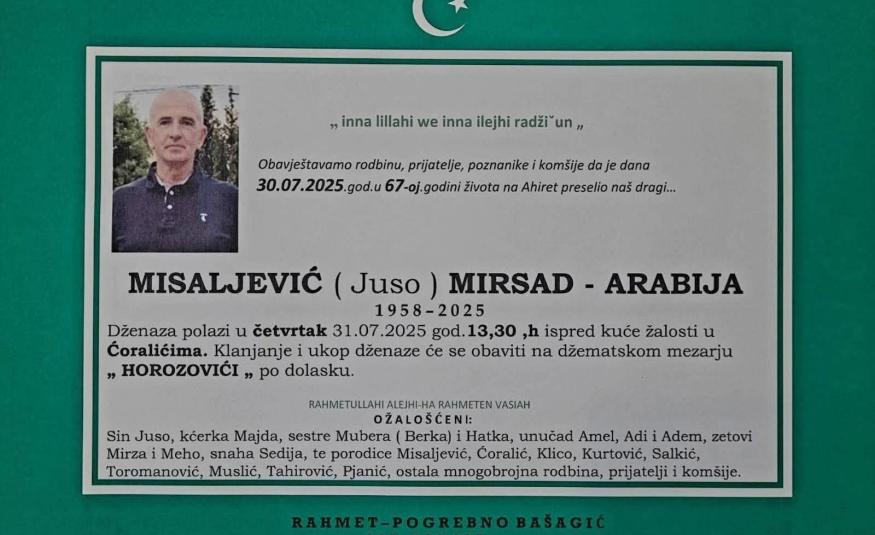 „ inna lillahi we inna ilejhi radžiˇun „
Obavještavamo rodbinu, prijatelje, poznanike i komšije da je dana
30.07.2025.god.u 67-oj.godini života na Ahiret preselio naš dragi...
MISALJEVIĆ ( Juso ) MIRSAD - ARABIJA
1958–2025
Dženaza polazi u četvrtak 31.07.2025 god.13,30 ,h ispred kuće žalosti u
Ćoralićima. Klanjanje i ukop dženaze će se obaviti na džematskom mezarju
„ HOROZOVIĆI „ po dolasku.
RAHMETULLAHI ALEJHI-HA RAHMETEN VASIAH
OŽALOŠĆENI:
Sin Juso, kćerka Majda, sestre Mubera ( Berka) i Hatka, unučad Amel, Adi i Adem, zetovi
Mirza i Meho, snaha Sedija, te porodice Misaljević, Ćoralić, Klico, Kurtović, Salkić,
Toromanović, Muslić, Tahirović, Pjanić, ostala mnogobrojna rodbina, prijatelji i komšije.
RAHMET–POGREBNO BAŠAGIĆ